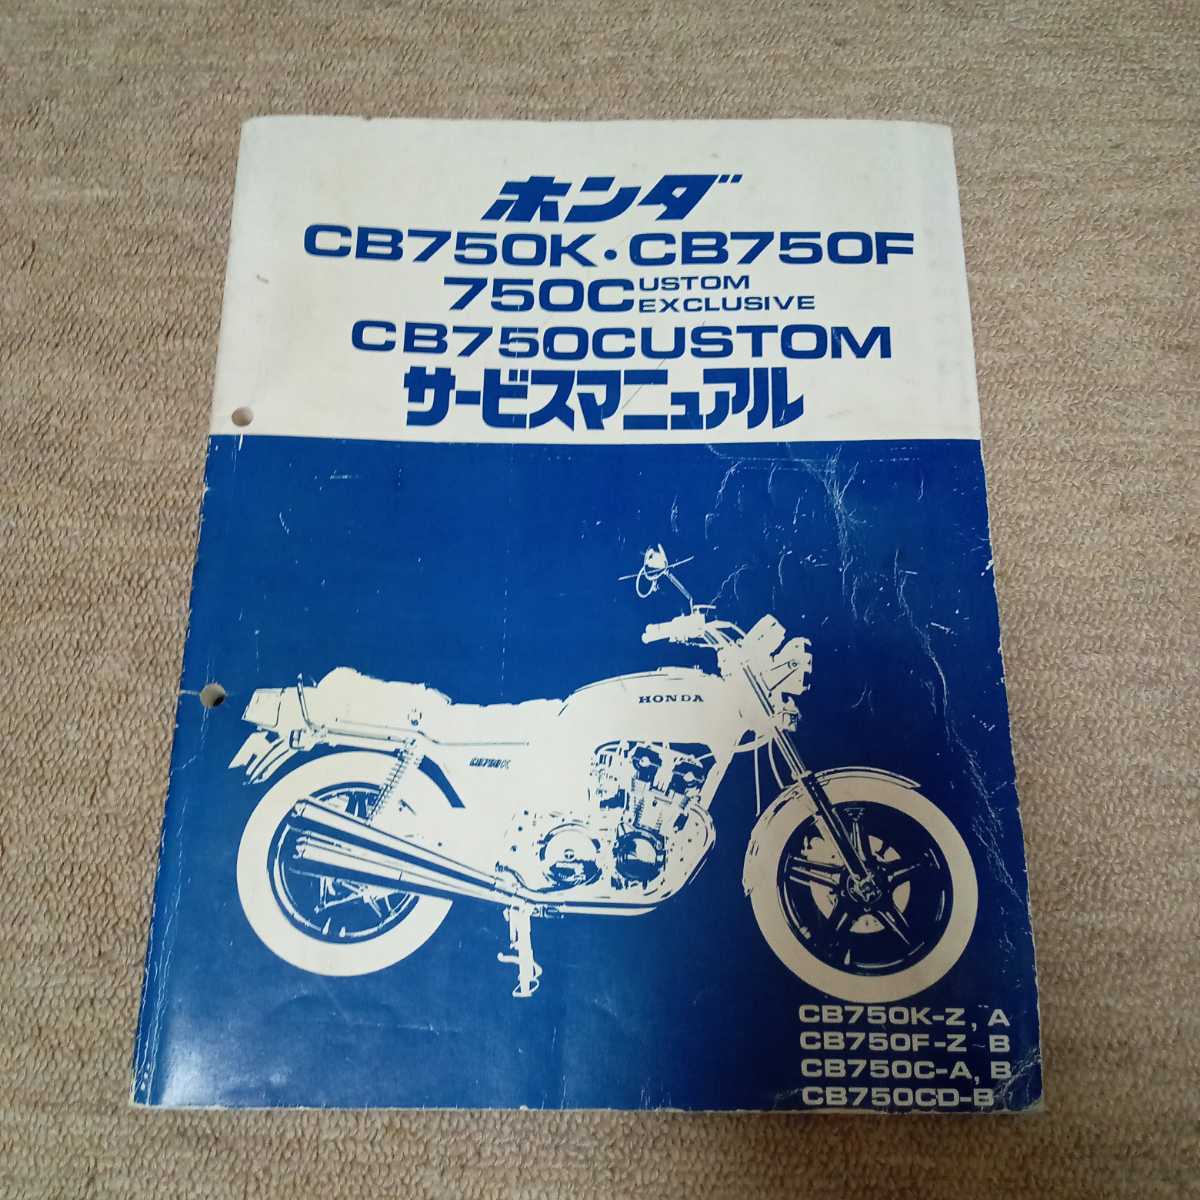 ホンダ
CB750K・CB750F
750CUSTOM EXCLUSIVE
CB750CUSTOM
サービスマニュアル
HONDA
CB750K
CB750K-Z, A
CB750F-Z B
CB750C-A, B
CB750CD-B